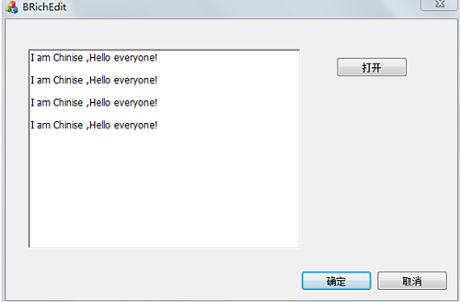 BRichEdit
I am Chinise ,Hello everyone!
打开
I am Chinise ,Hello everyone!
I am Chinise ,Hello everyone!
I am Chinise ,Hello everyone!
确定
取消